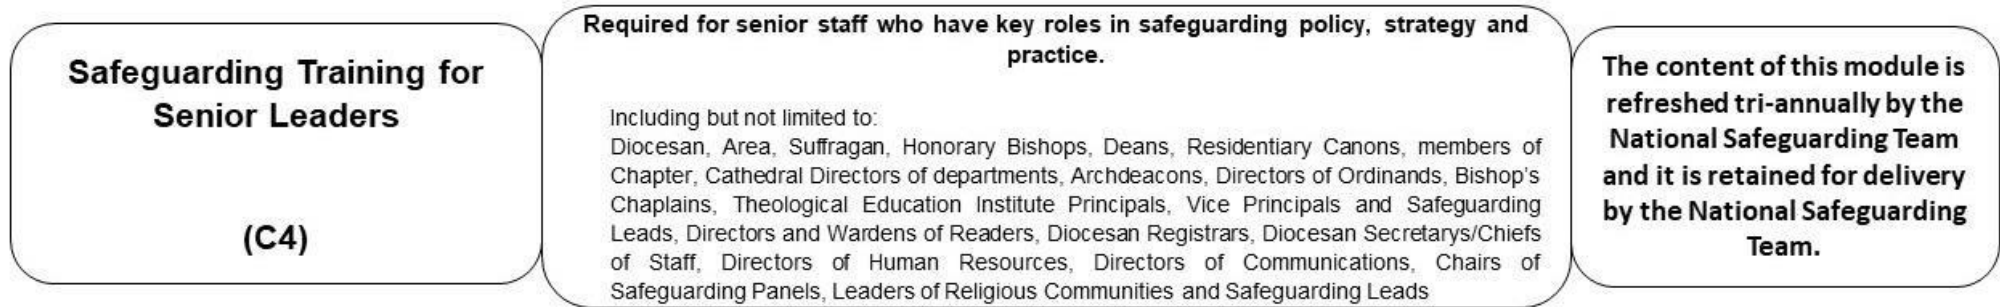 Safeguarding Training for
Senior Leaders
(C4)
Required for senior staff who have key roles in safeguarding policy, strategy and
practice.
Including but not limited to:
Diocesan, Area, Suffragan, Honorary Bishops, Deans, Residentiary Canons, members of
Chapter, Cathedral Directors of departments, Archdeacons, Directors of Ordinands, Bishop's
Chaplains, Theological Education Institute Principals, Vice Principals and Safeguarding
Leads, Directors and Wardens of Readers, Diocesan Registrars, Diocesan Secretarys/Chiefs
of Staff, Directors of Human Resources, Directors of Communications, Chairs of
Safeguarding Panels, Leaders of Religious Communities and Safeguarding Leads
The content of this module is
refreshed tri-annually by the
National Safeguarding Team
and it is retained for delivery
by the National Safeguarding
Team.